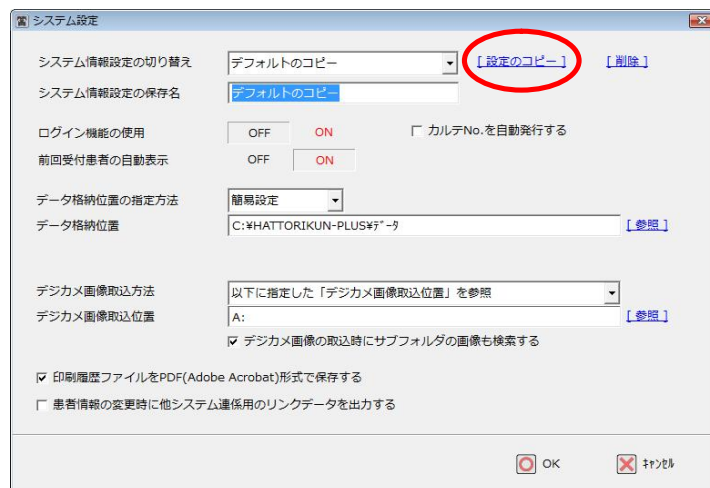 システム設定
システム情報設定の切り替え デフォルトのコピー [ 設定のコピー ] [ 削除 ]
システム情報設定の保存名 デフォルトのコピー
ログイン機能の使用 OFF ON カルテNo.を自動発行する
前回受付患者の自動表示 OFF ON
データ格納位置の指定方法 簡易設定
データ格納位置 C:¥HATTORIKUN-PLUS¥ﾃﾞｰﾀ [ 参照 ]
デジカメ画像取込方法 以下に指定した「デジカメ画像取込位置」を参照
デジカメ画像取込位置 A: [ 参照 ]
デジカメ画像の取込時にサブフォルダの画像も検索する
印刷履歴ファイルをPDF(Adobe Acrobat)形式で保存する
患者情報の変更時に他システム連係用のリンクデータを出力する
OK ｷｬﾝｾﾙ